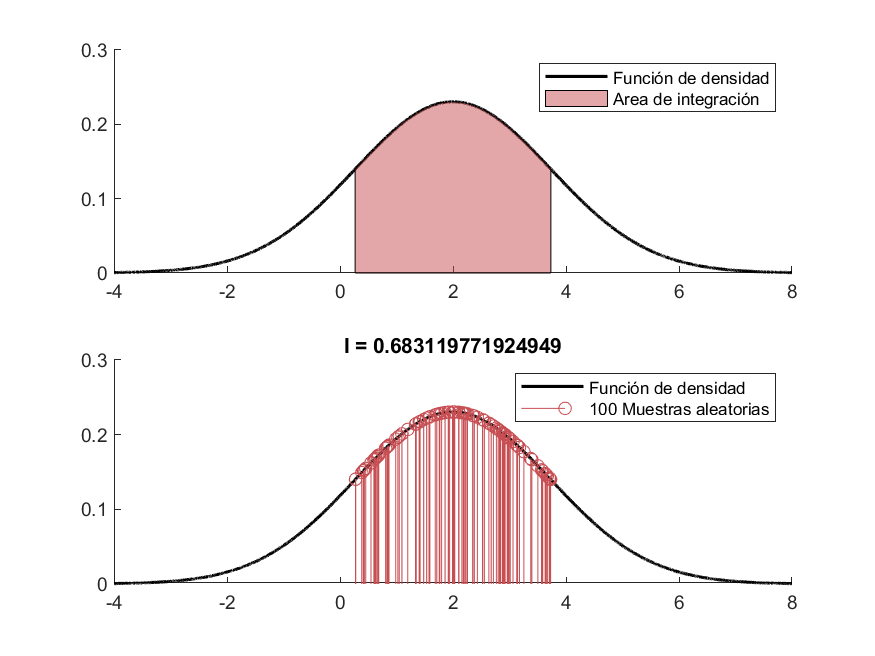 0.3
Función de densidad
Area de integración
0.2
0.1
0
-4 -2 0 2 4 6 8
I = 0.683119771924949
0.3
Función de densidad
100 Muestras aleatorias
0.2
0.1
0
-4 -2 0 2 4 6 8